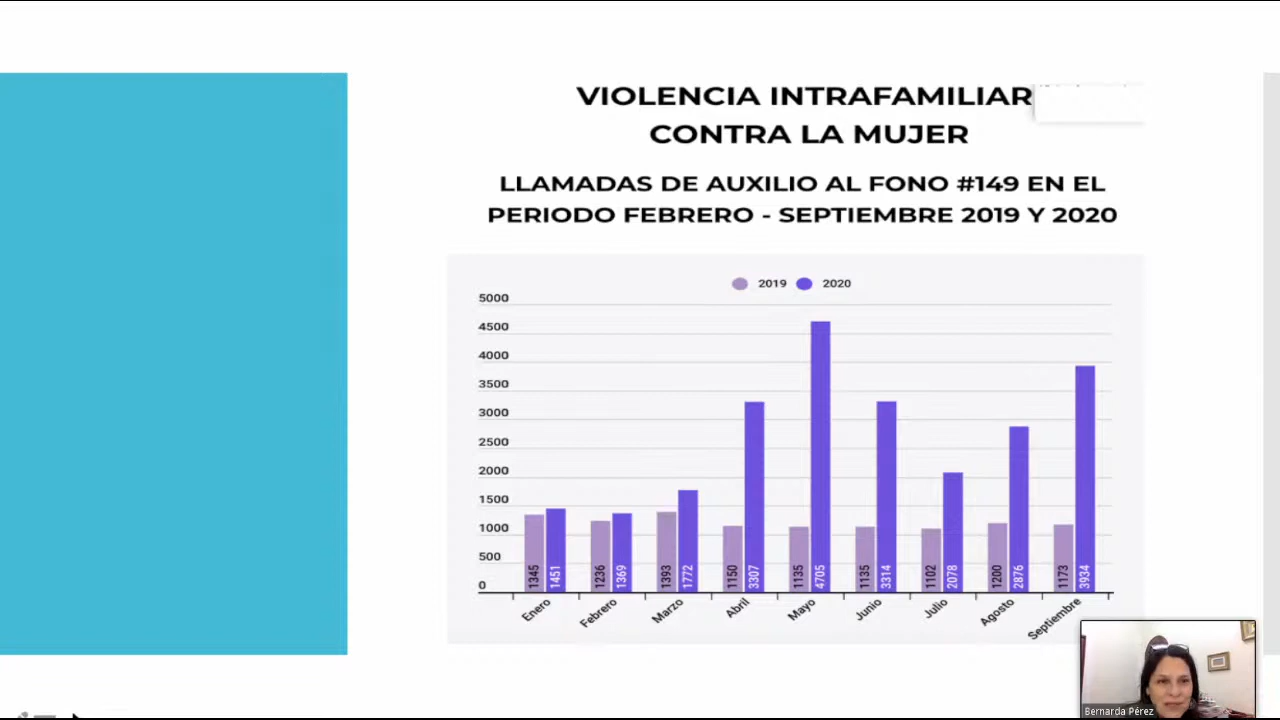 VIOLENCIA INTRAFAMILIAR
CONTRA LA MUJER
LLAMADAS DE AUXILIO AL FONO #149 EN EL
PERIODO FEBRERO - SEPTIEMBRE 2019 Y 2020
2019 2020
5000
4500
4000
3500
3000
2500
2000
1500
1000
500
0
1345 1451 1236 1369 1393 1772 1150 3307 1135 4705 1135 3314 1102 2078 1200 2876 1173 3934
Enero Febrero Marzo Abril Mayo Junio Julio Agosto Septiembre
Bernarda Pérez